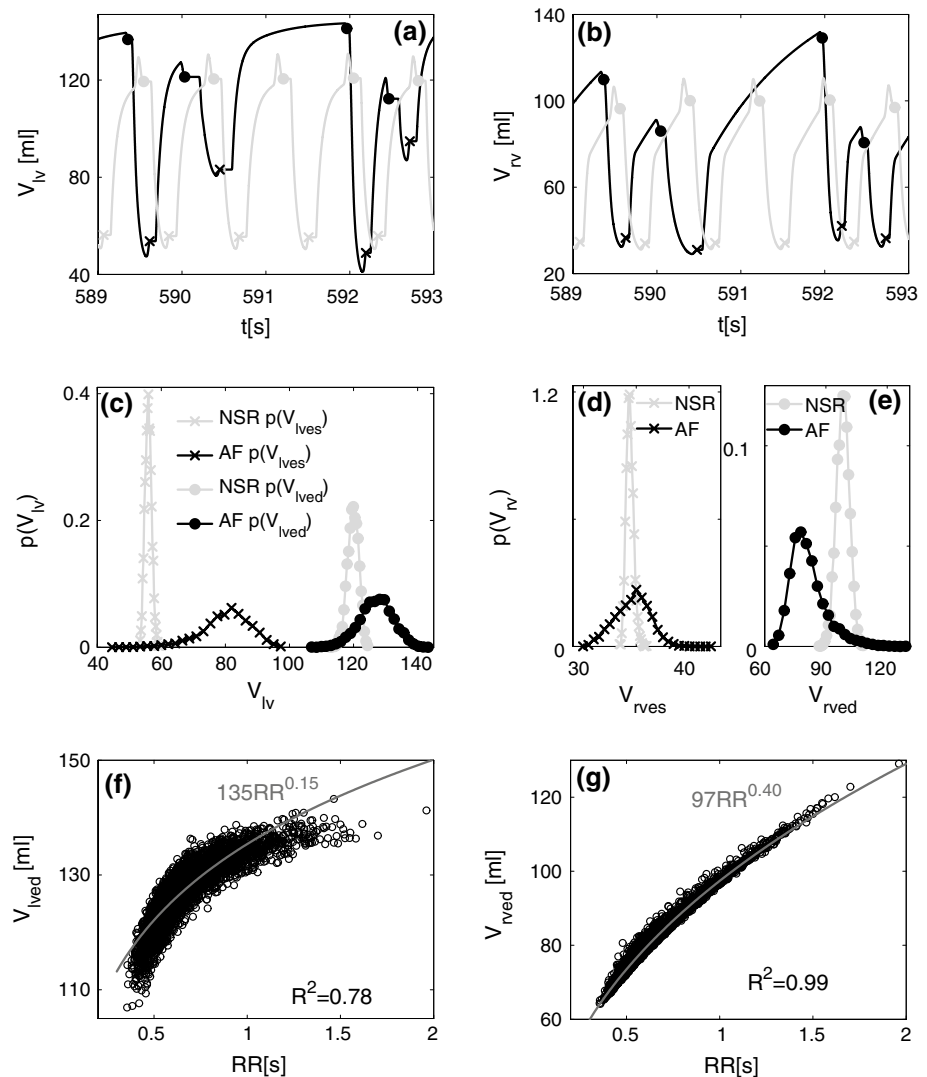 (a)
V_lv [ml]
120
80
40
589 590 591 592 593
t[s]
(b)
V_rv [ml]
140
100
60
20
589 590 591 592 593
t[s]
(c)
p(V_lv)
0.4
0.2
0
NSR p(V_lves)
AF p(V_lves)
NSR p(V_lved)
AF p(V_lved)
40 60 80 100 120 140
V_lv
(d)
p(V_rv)
1.2
0
NSR
AF
30 40
V_rves
(e)
0.1
0
NSR
AF
60 90 120
V_rved
(f)
V_lved [ml]
150
130
110
135RR^0.15
R^2=0.78
0.5 1 1.5 2
RR[s]
(g)
V_rved [ml]
120
100
80
60
97RR^0.40
R^2=0.99
0.5 1 1.5 2
RR[s]